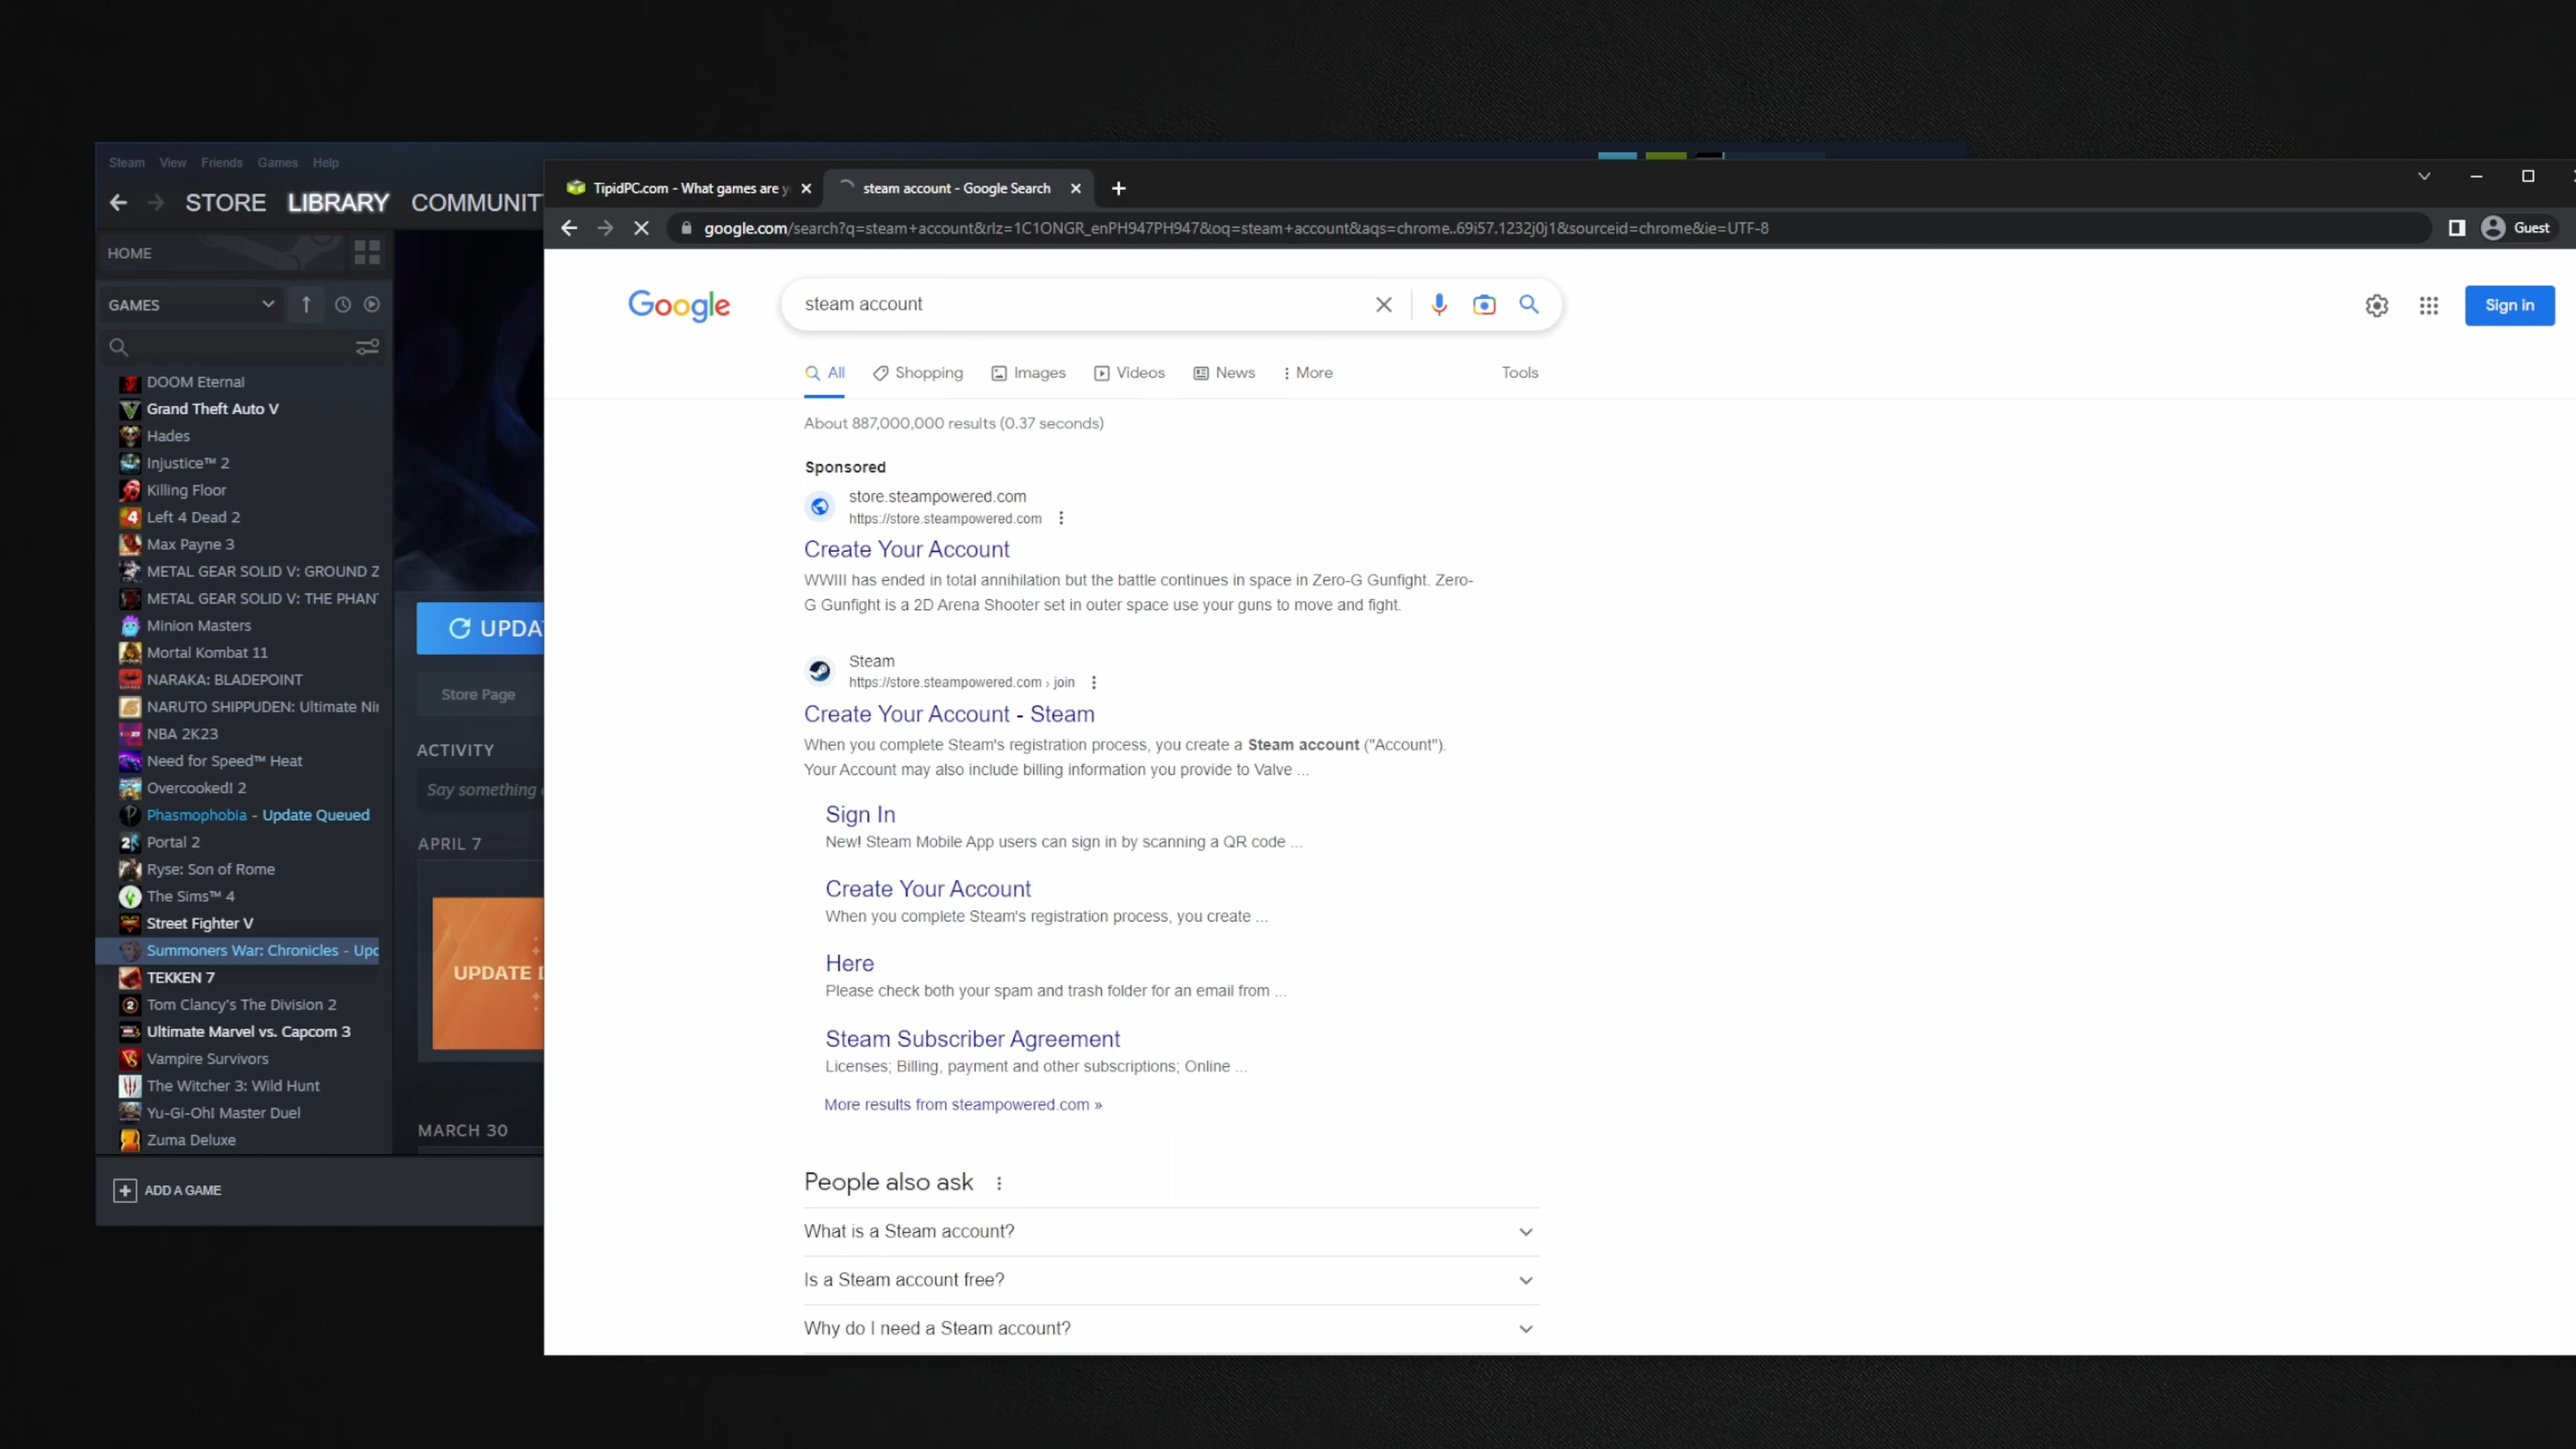 Steam View Friends Games Help
STORE LIBRARY COMMUNIT
HOME
GAMES
DOOM Eternal
Grand Theft Auto V
Hades
Injustice™ 2
Killing Floor
Left 4 Dead 2
Max Payne 3
METAL GEAR SOLID V: GROUND Z
METAL GEAR SOLID V: THE PHAN
Minion Masters
Mortal Kombat 11
NARAKA: BLADEPOINT
NARUTO SHIPPUDEN: Ultimate Nin
NBA 2K23
Need for Speed™ Heat
Overcooked! 2
Phasmophobia - Update Queued
Portal 2
Ryse: Son of Rome
The Sims™ 4
Street Fighter V
Summoners War: Chronicles - Upd
TEKKEN 7
Tom Clancy's The Division 2
Ultimate Marvel vs. Capcom 3
Vampire Survivors
The Witcher 3: Wild Hunt
Yu-Gi-Oh! Master Duel
Zuma Deluxe
ADD A GAME
UPDA
Store Page
ACTIVITY
Say something
APRIL 7
UPDATE
MARCH 30
TipidPC.com - What games are y
steam account - Google Search
google.com/search?q=steam+account&rlz=1C1ONGR_enPH947PH947&oq=steam+account&aqs=chrome..69i57.1232j0j1&sourceid=chrome&ie=UTF-8
Guest
Google
steam account
Sign in
All Shopping Images Videos News More Tools
About 887,000,000 results (0.37 seconds)
Sponsored
store.steampowered.com
https://store.steampowered.com
Create Your Account
WWIII has ended in total annihilation but the battle continues in space in Zero-G Gunfight. Zero-
G Gunfight is a 2D Arena Shooter set in outer space use your guns to move and fight.
Steam
https://store.steampowered.com › join
Create Your Account - Steam
When you complete Steam's registration process, you create a Steam account ("Account").
Your Account may also include billing information you provide to Valve ...
Sign In
New! Steam Mobile App users can sign in by scanning a QR code ...
Create Your Account
When you complete Steam's registration process, you create ...
Here
Please check both your spam and trash folder for an email from ...
Steam Subscriber Agreement
Licenses; Billing, payment and other subscriptions; Online ...
More results from steampowered.com »
People also ask
What is a Steam account?
Is a Steam account free?
Why do I need a Steam account?